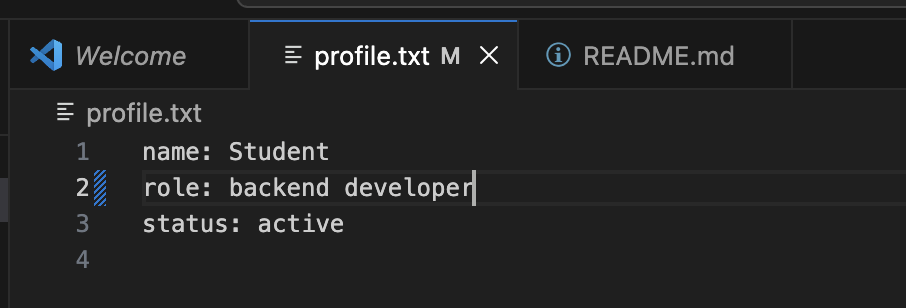 Welcome
profile.txt M
README.md
profile.txt
1 name: Student
2 role: backend developer
3 status: active
4